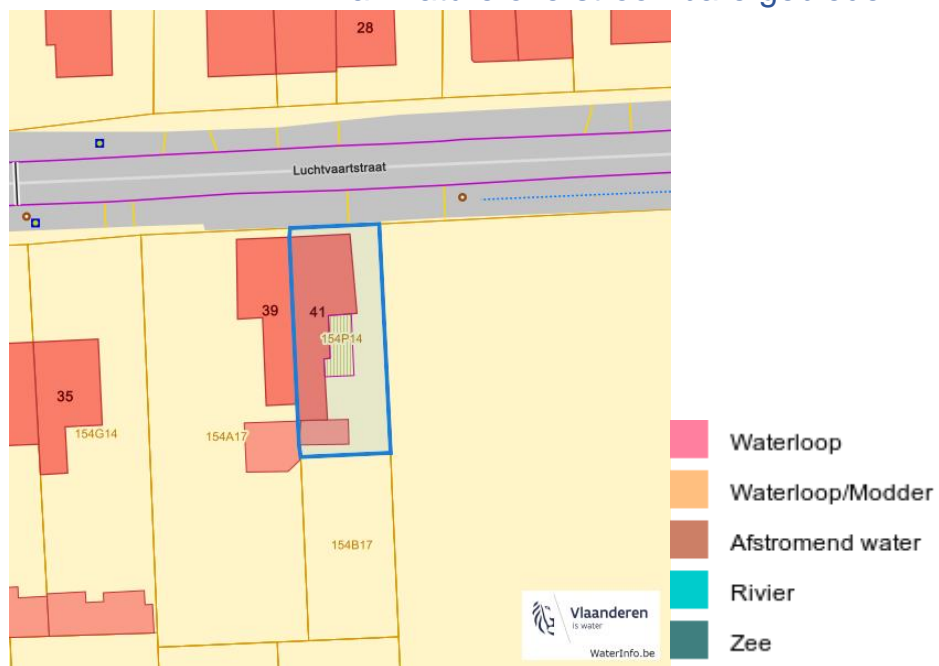 28
Luchtvaartstraat
39
41
154P14
35
154G14
154A17
154B17
Vlaanderen
is water
WaterInfo.be
Waterloop
Waterloop/Modder
Afstromend water
Rivier
Zee